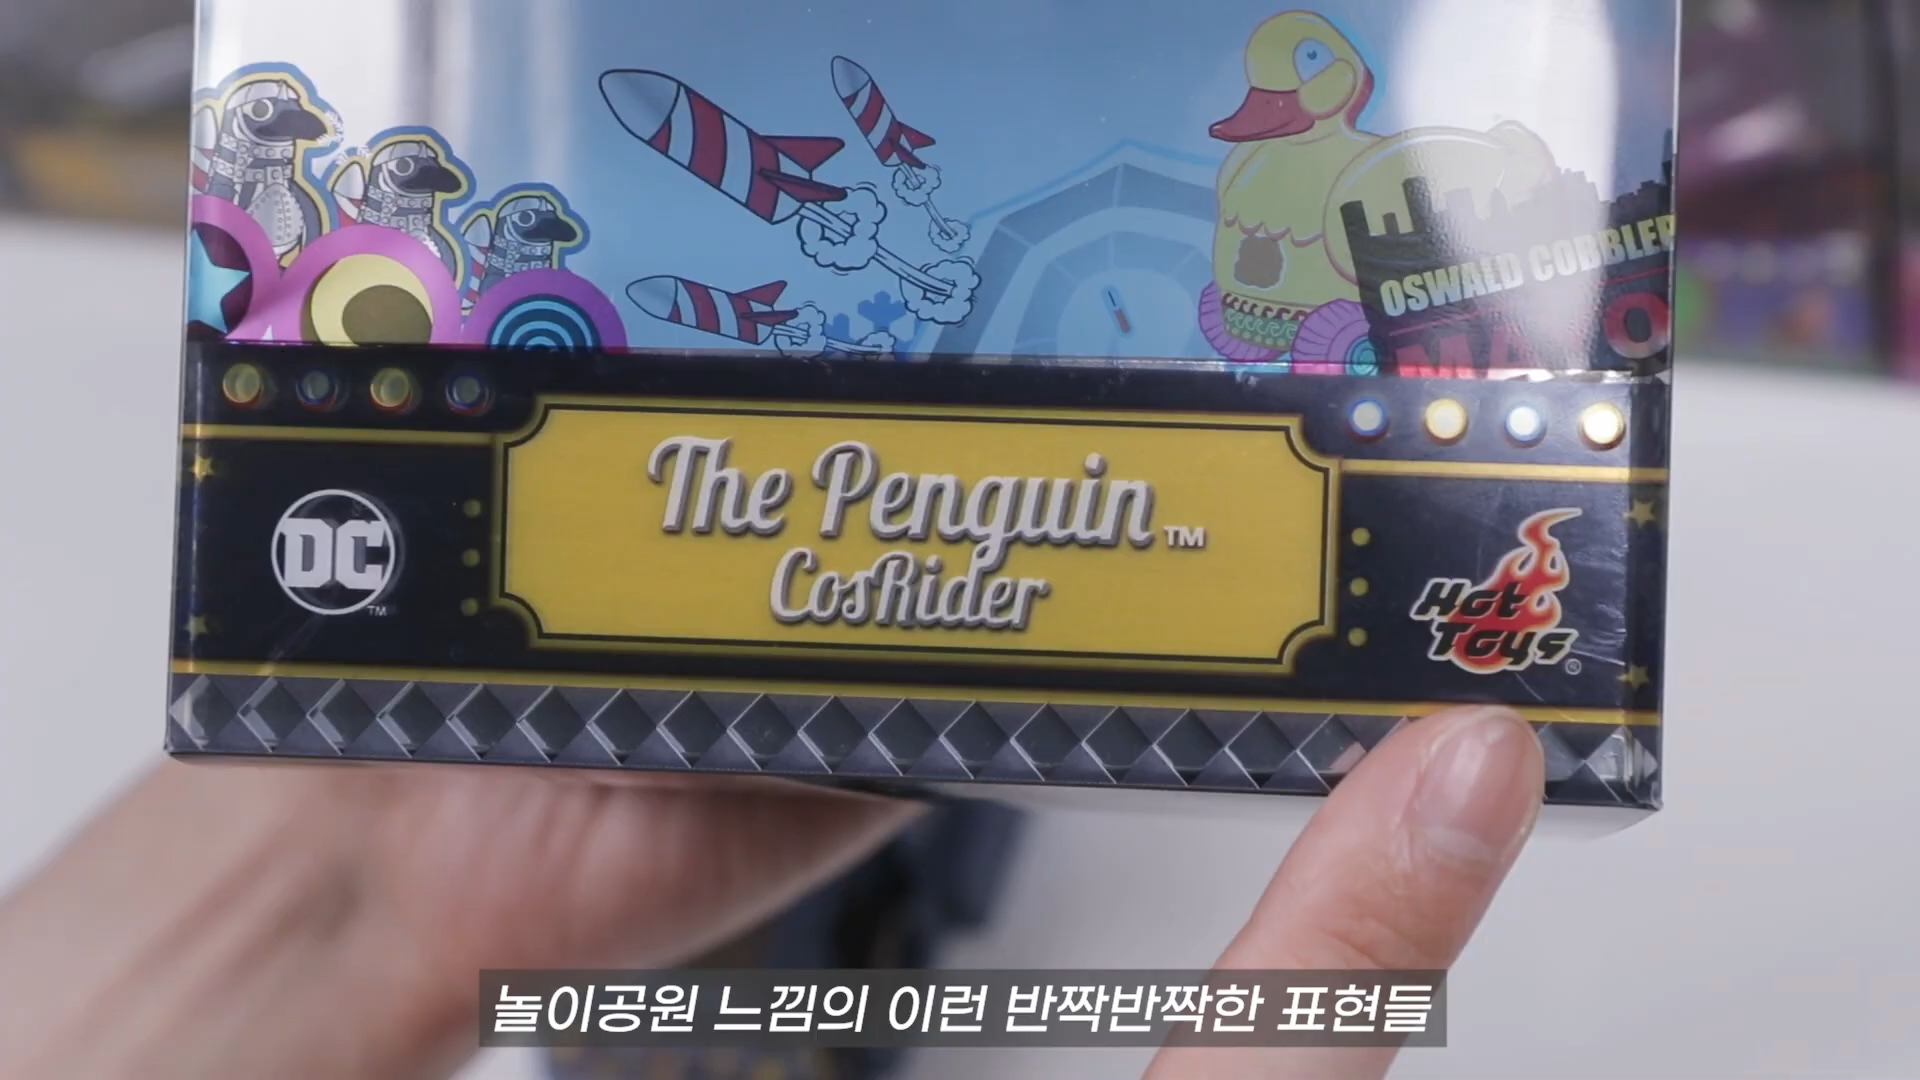 OSWALD COBBLEP
The Penguin™
CosRider
DC™
Hot
Toys®
놀이공원 느낌의 이런 반짝반짝한 표현들